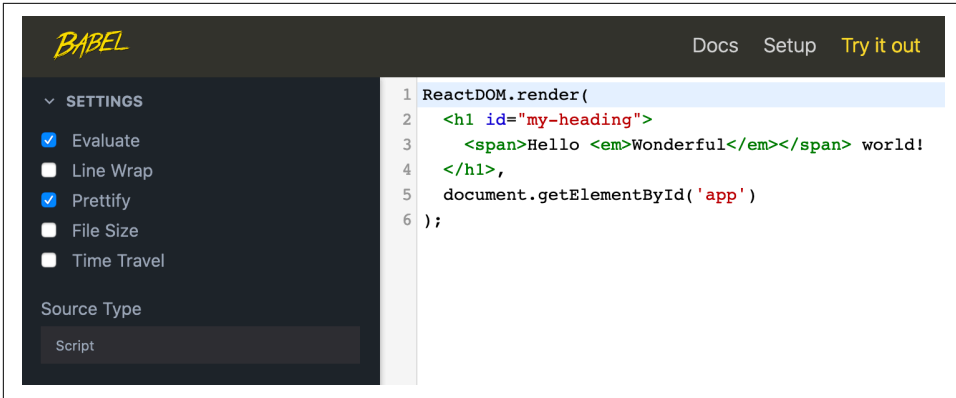 BABEL
Docs Setup Try it out
SETTINGS
Evaluate
Line Wrap
Prettify
File Size
Time Travel
Source Type
Script
1 ReactDOM.render(
2   <h1 id="my-heading">
3     <span>Hello <em>Wonderful</em></span> world!
4   </h1>,
5   document.getElementById('app')
6 );